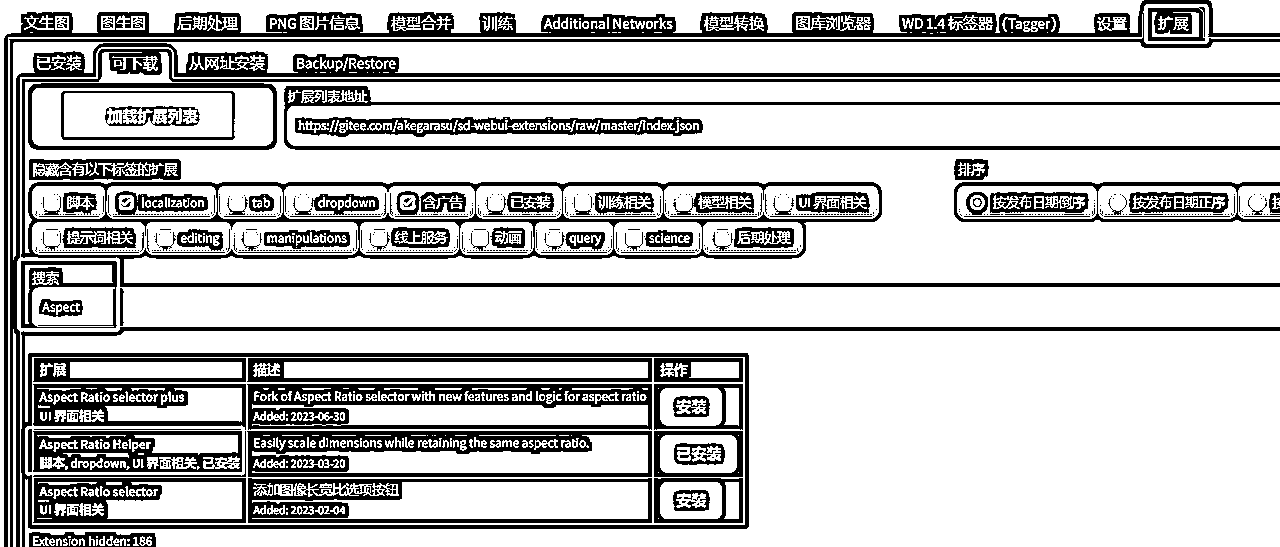 文生图 图生图 后期处理 PNG 图片信息 模型合并 训练 Additional Networks 模型转换 图库浏览器 WD 1.4 标签器 (Tagger) 设置 扩展
已安装 可下载 从网址安装 Backup/Restore
加载扩展列表
扩展列表地址
https://gitee.com/akegarasu/sd-webui-extensions/raw/master/index.json
隐藏含有以下标签的扩展 排序
脚本 localization tab dropdown 含广告 已安装 训练相关 模型相关 UI 界面相关 按发布日期倒序 按发布日期正序
提示词相关 editing manipulations 线上服务 动画 query science 后期处理
搜索
Aspect
扩展 描述 操作
Aspect Ratio selector plus Fork of Aspect Ratio selector with new features and logic for aspect ratio 安装
UI 界面相关 Added: 2023-06-30
Aspect Ratio Helper Easily scale dimensions while retaining the same aspect ratio. 已安装
脚本, dropdown, UI 界面相关, 已安装 Added: 2023-03-20
Aspect Ratio selector 添加图像长宽比选项按钮 安装
UI 界面相关 Added: 2023-02-04
Extension hidden: 186